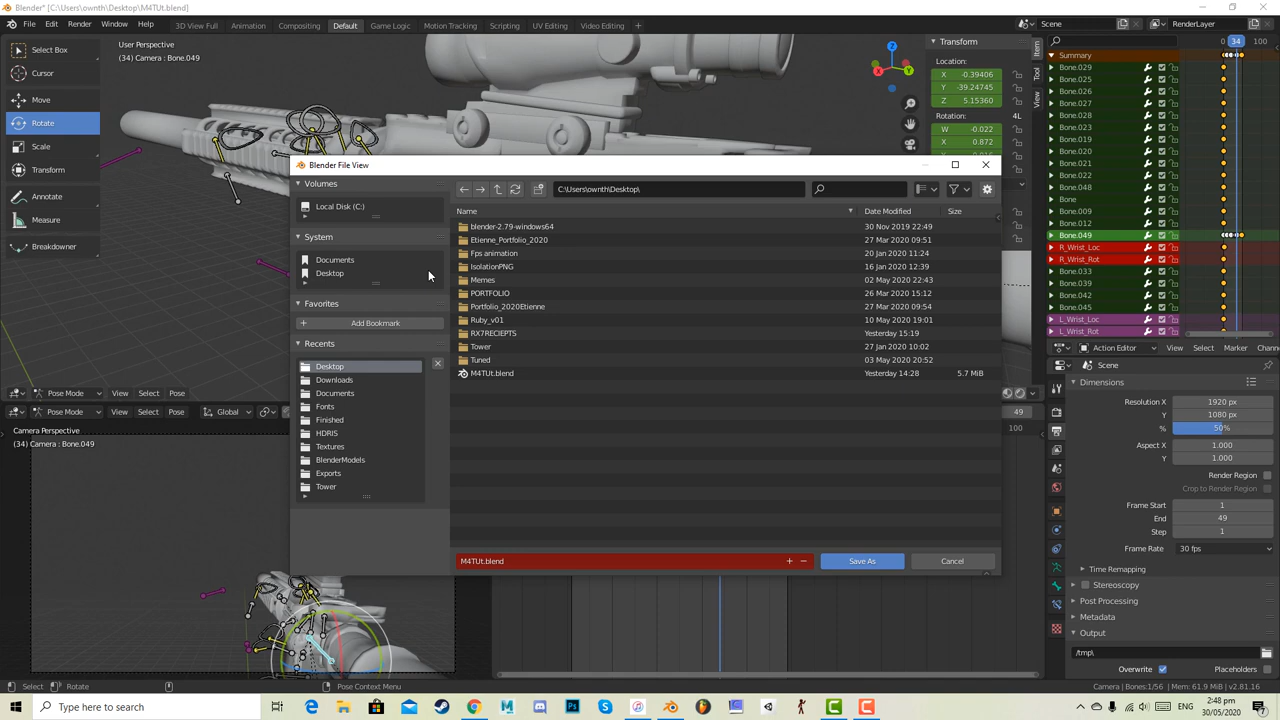 Blender* [C:\Users\ownth\Desktop\M4TUt.blend]
File Edit Render Window Help
3D View Full Animation Compositing Default Game Logic Motion Tracking Scripting UV Editing Video Editing
Scene
RenderLayer
Select Box
Cursor
Move
Rotate
Scale
Transform
Annotate
Measure
Breakdowner
User Perspective
(34) Camera : Bone.049
X
Y
Z
Transform
Location:
X -0.39406
Y -39.24745
Z 5.15360
Rotation: 4L
W -0.022
X 0.872
Item
Tool
View
0 34 100
Summary
Bone.029
Bone.025
Bone.026
Bone.027
Bone.028
Bone.023
Bone.019
Bone.020
Bone.021
Bone.022
Bone.048
Bone
Bone.009
Bone.012
Bone.049
R_Wrist_Loc
R_Wrist_Rot
Bone.033
Bone.039
Bone.042
Bone.045
L_Wrist_Loc
L_Wrist_Rot
Action Editor View Select Marker Chann
Blender File View
Volumes
Local Disk (C:)
System
Documents
Desktop
Favorites
Add Bookmark
Recents
Desktop
Downloads
Documents
Fonts
Finished
HDRIS
Textures
BlenderModels
Exports
Tower
C:\Users\ownth\Desktop\
Name Date Modified Size
blender-2.79-windows64 30 Nov 2019 22:49
Etienne_Portfolio_2020 27 Mar 2020 09:51
Fps animation 20 Jan 2020 11:24
IsolationPNG 16 Jan 2020 12:39
Memes 02 May 2020 22:43
PORTFOLIO 26 Mar 2020 15:12
Portfolio_2020Etienne 27 Mar 2020 09:54
Ruby_v01 10 May 2020 19:01
RX7RECIEPTS Yesterday 15:19
Tower 27 Jan 2020 10:02
Tuned 03 May 2020 20:52
M4TUt.blend Yesterday 14:28 5.7 MiB
M4TUt.blend
Save As
Cancel
Pose Mode View Select Pose
Pose Mode View Select Pose Global
Camera Perspective
(34) Camera : Bone.049
49
100
Scene
Dimensions
Resolution X 1920 px
Y 1080 px
% 50%
Aspect X 1.000
Y 1.000
Render Region
Crop to Render Region
Frame Start 1
End 49
Step 1
Frame Rate 30 fps
Time Remapping
Stereoscopy
Post Processing
Metadata
Output
/tmp\
Overwrite
Placeholders
Select Rotate Pose Context Menu
Camera | Bones:1/56 | Mem: 61.9 MiB | v2.81.16
Type here to search
ENG
2:48 pm
30/05/2020